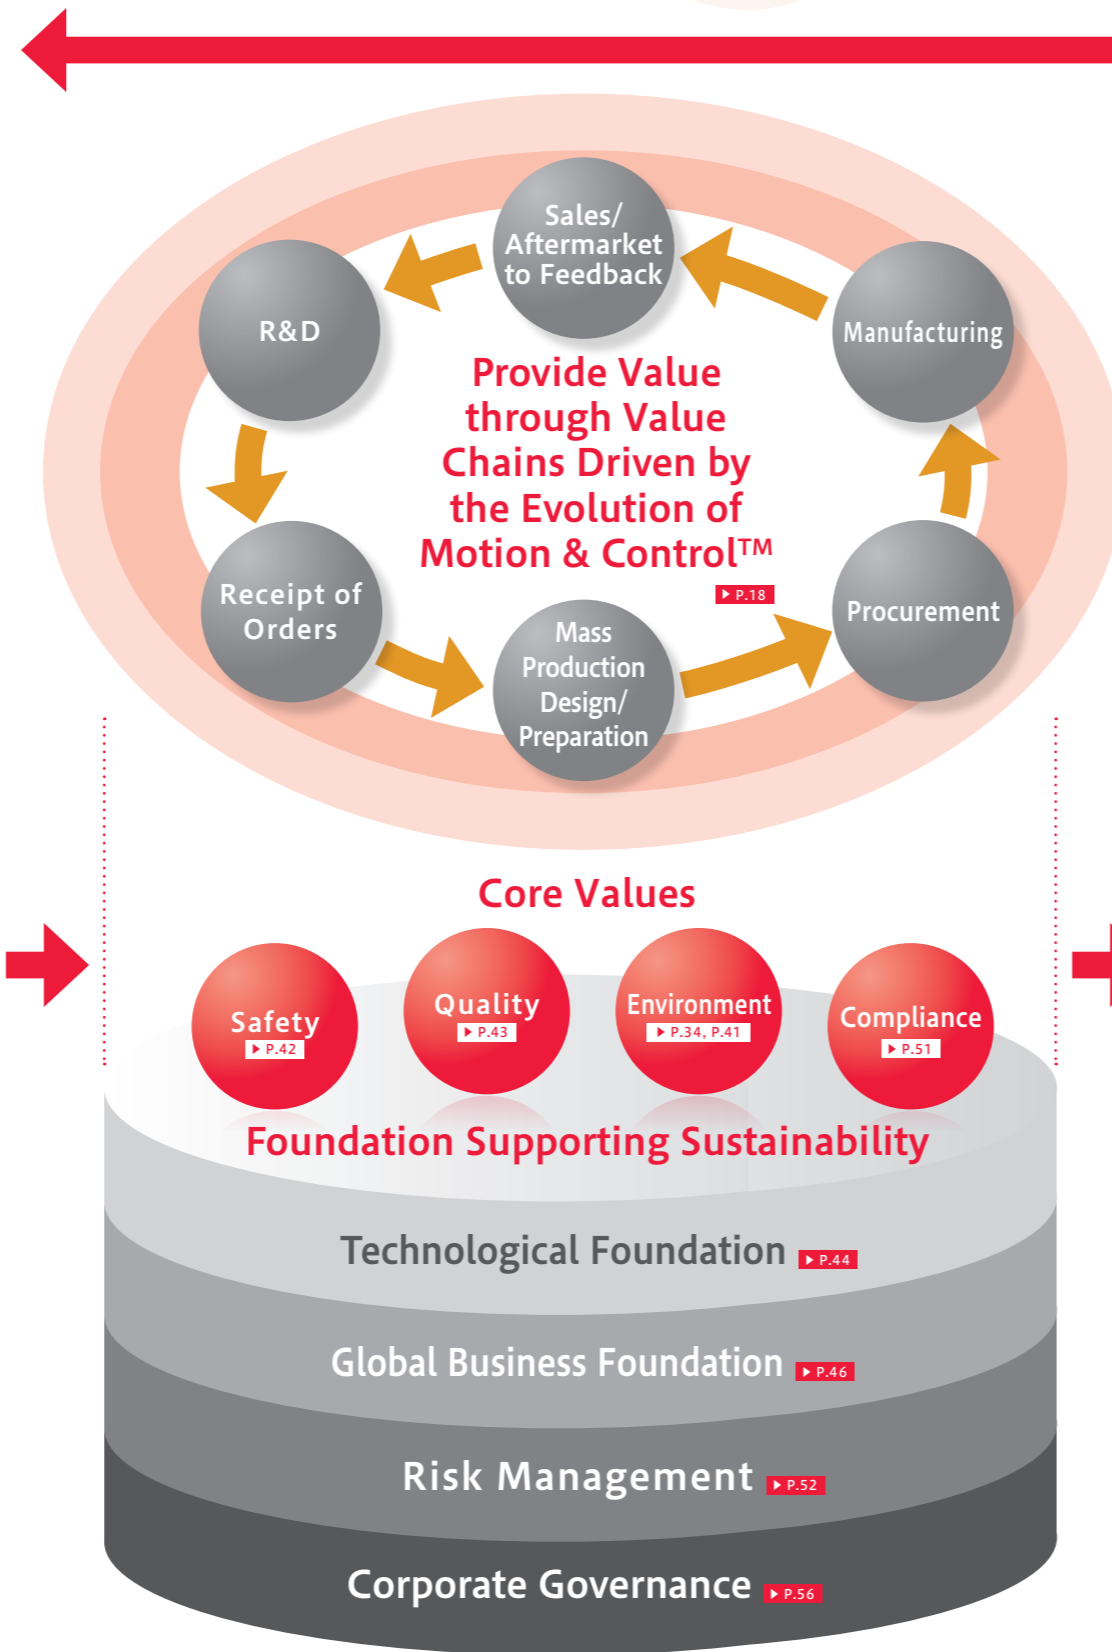 Sales/
Aftermarket
to Feedback
R&D
Manufacturing
Provide Value
through Value
Chains Driven by
the Evolution of
Motion & Control™
▶ P.18
Receipt of
Orders
Mass
Production
Design/
Preparation
Procurement
Core Values
Safety
▶ P.42
Quality
▶ P.43
Environment
▶ P.34, P.41
Compliance
▶ P.51
Foundation Supporting Sustainability
Technological Foundation ▶ P.44
Global Business Foundation ▶ P.46
Risk Management ▶ P.52
Corporate Governance ▶ P.56